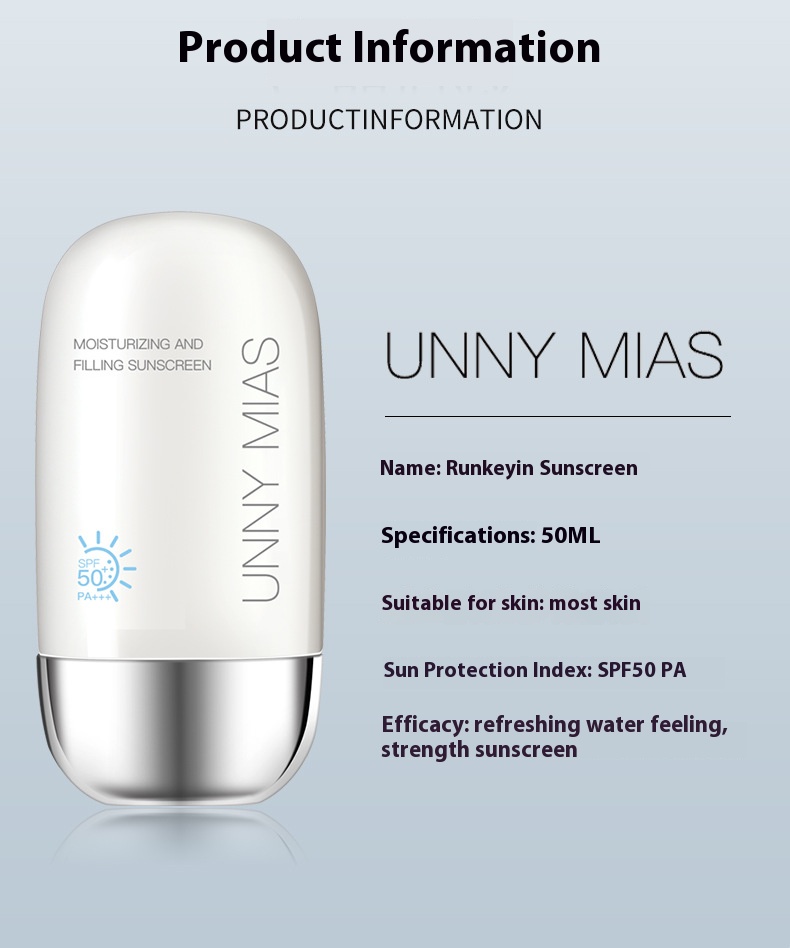 Product Information
PRODUCTINFORMATION
MOISTURIZING AND
FILLING SUNSCREEN
UNNY MIAS
SPF
50+
PA+++
UNNY MIAS
Name: Runkeyin Sunscreen
Specifications: 50ML
Suitable for skin: most skin
Sun Protection Index: SPF50 PA
Efficacy: refreshing water feeling,
strength sunscreen